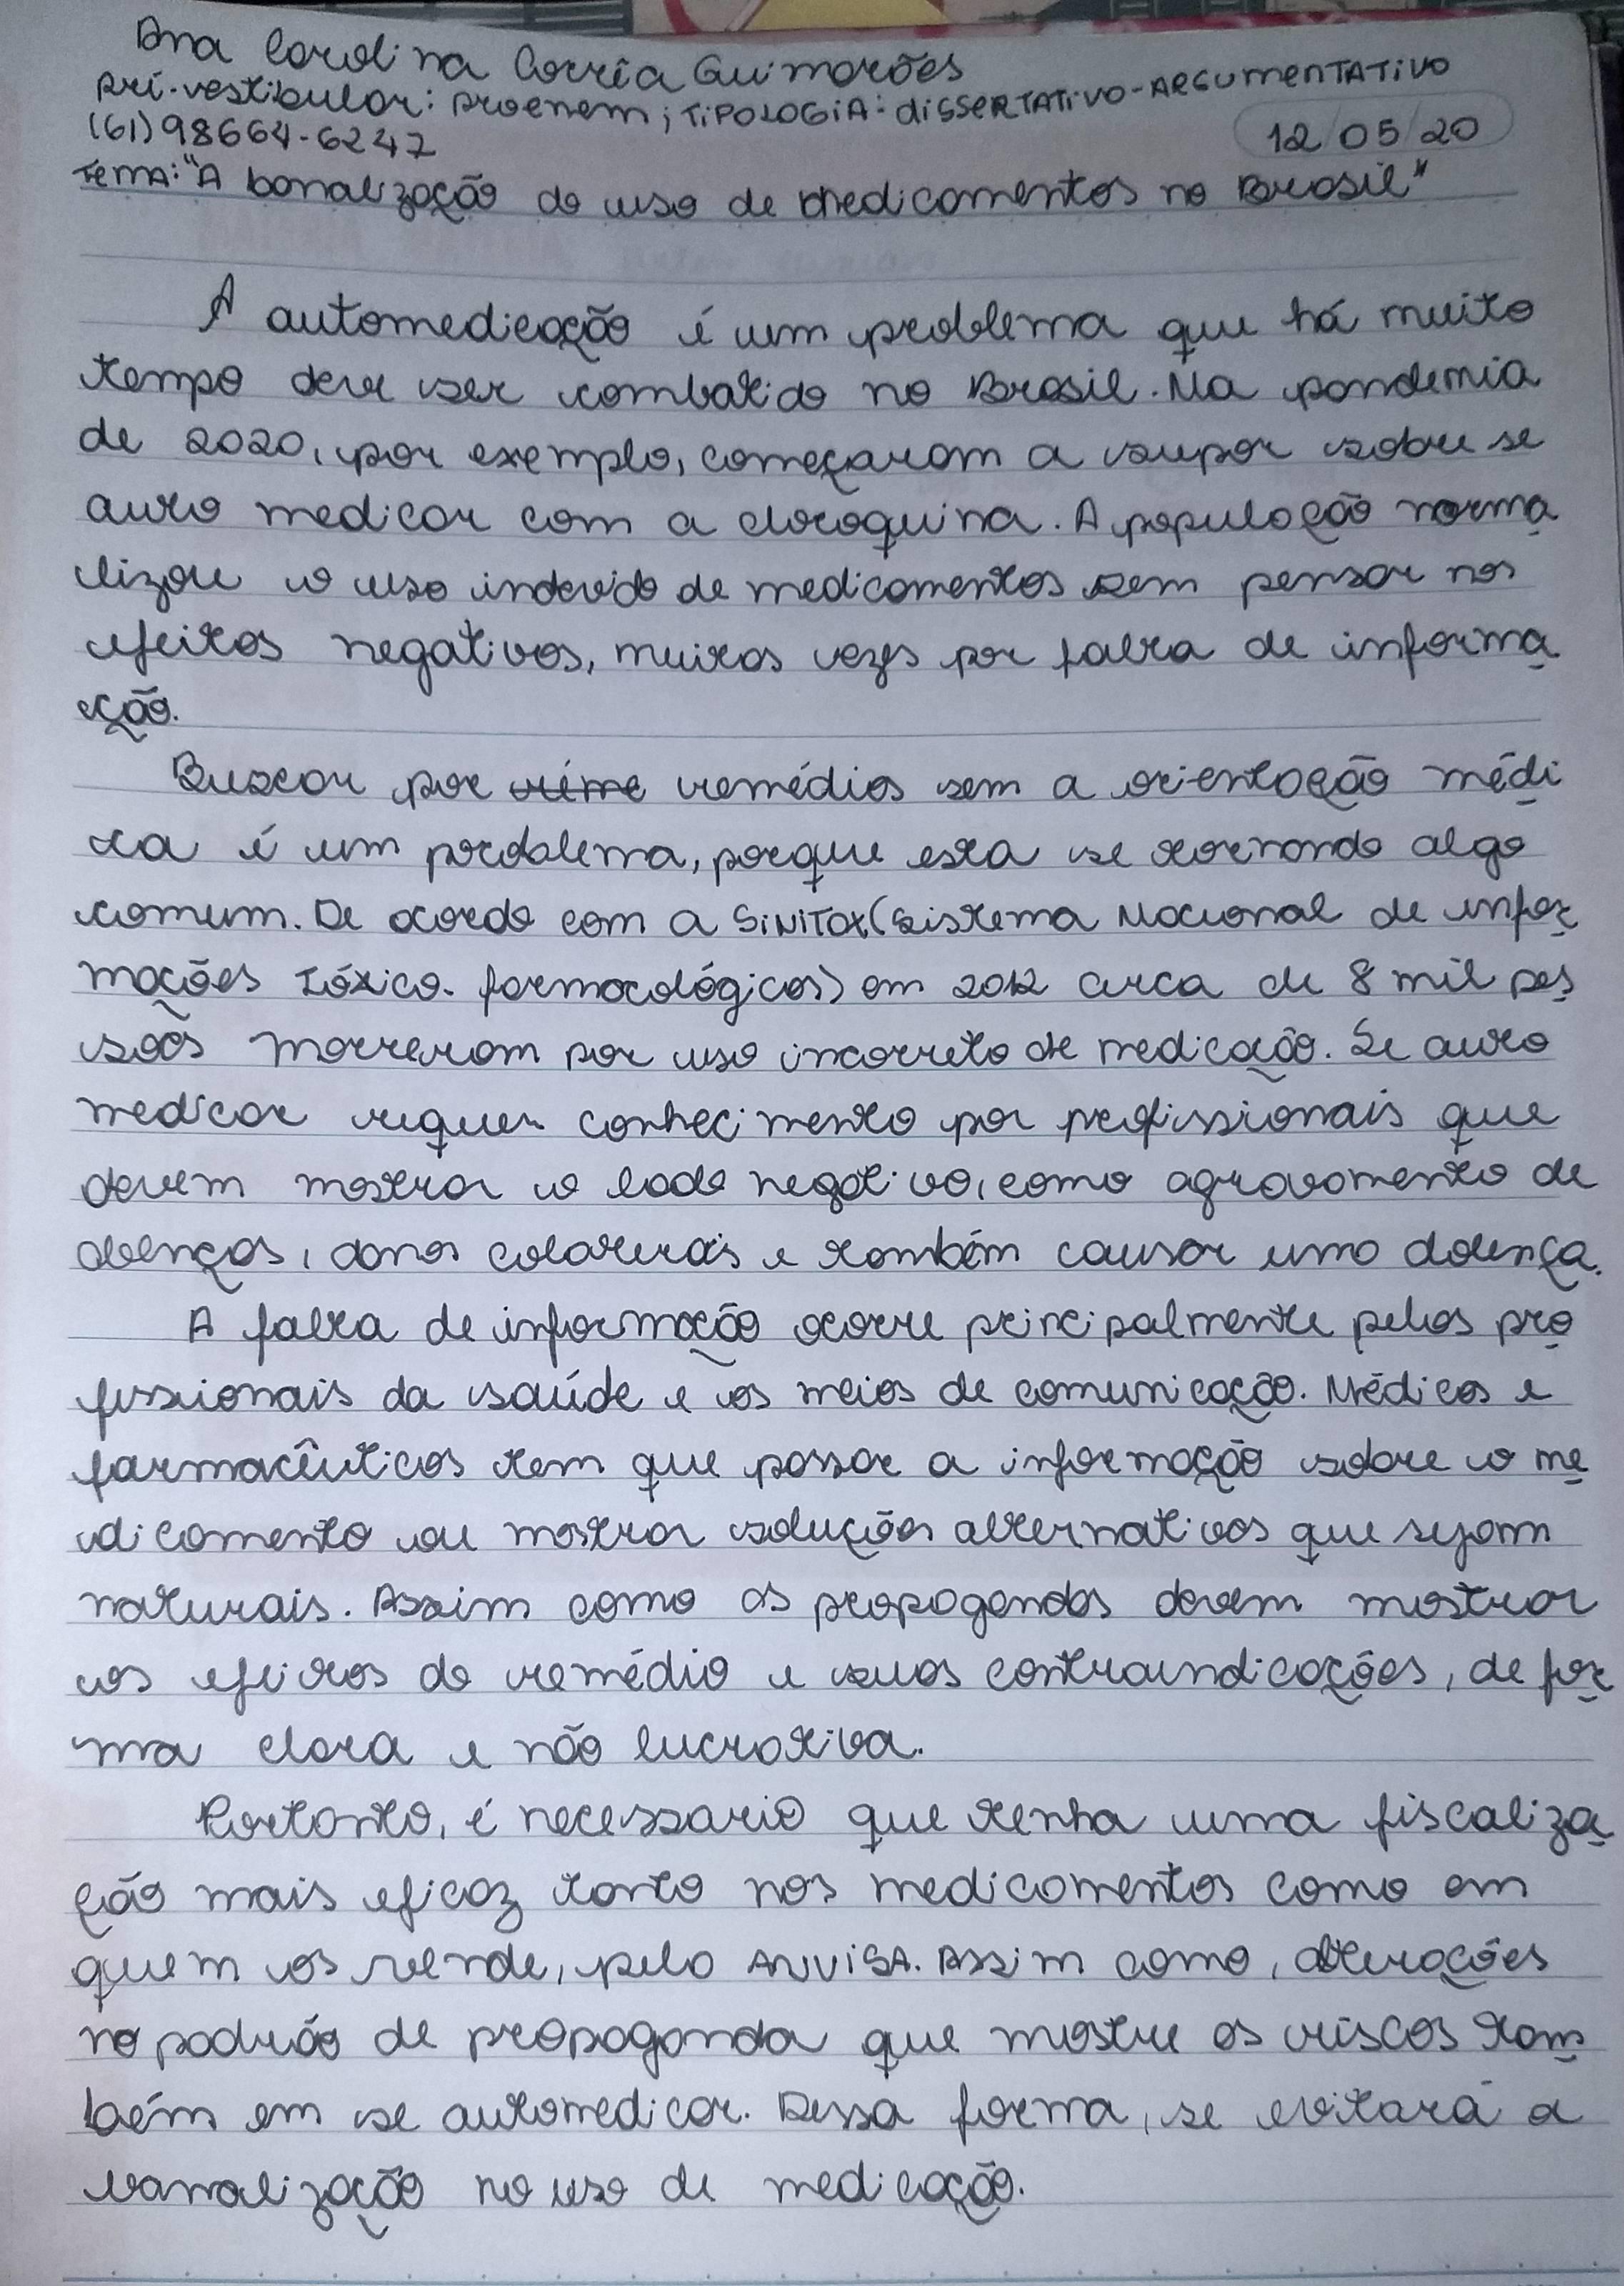 Ana Carolina Corrêa Guimarães
pré-vestibular: proenem; TIPOLOGIA: dissERTATIVO-ARGUMENTATIVO
(61) 98664-6247
12/05/20
TEMA: "A banalização do uso de medicamentos no Brasil"
A automedicação é um problema que há muito
tempo deve ser combatido no Brasil. Na pandemia
de 2020, por exemplo, começaram a supor sobre se
auto medicar com a cloroquina. A população norma
lizou o uso indevido de medicamentos sem pensar nos
efeitos negativos, muitas vezes por falta de informa
ção.
Buscar por réme remédios sem a orientação médi
ca é um problema, porque esta se tornando algo
comum. De acordo com a SiNiTOX (Sistema Nacional de infor
mações Tóxico-farmacológicas) em 2012 cerca de 8 mil pes
soas morreram por uso incorreto de medicação. Se auto
medicar requer conhecimento por profissionais que
devem mostrar o lado negativo, como agravamento de
doenças, danos colaterais e também causar uma doença.
A falta de informação ocorre principalmente pelos pro
fissionais da saúde e os meios de comunicação. Médicos e
farmacêuticos tem que passar a informação sobre o me
dicamento ou mostrar soluções alternativas que sejam
naturais. Assim como as propagandas devem mostrar
os efeitos do remédio e suas contraindicações, de for
ma clara e não lucrativa.
Portanto, é necessario que tenha uma fiscaliza
ção mais eficaz tanto nos medicamentos como em
quem os vende, pela ANVISA. Assim como, alterações
no padrão de propaganda que mostre os riscos tam
bém em se automedicar. Dessa forma, se evitará a
banalização no uso de medicação.